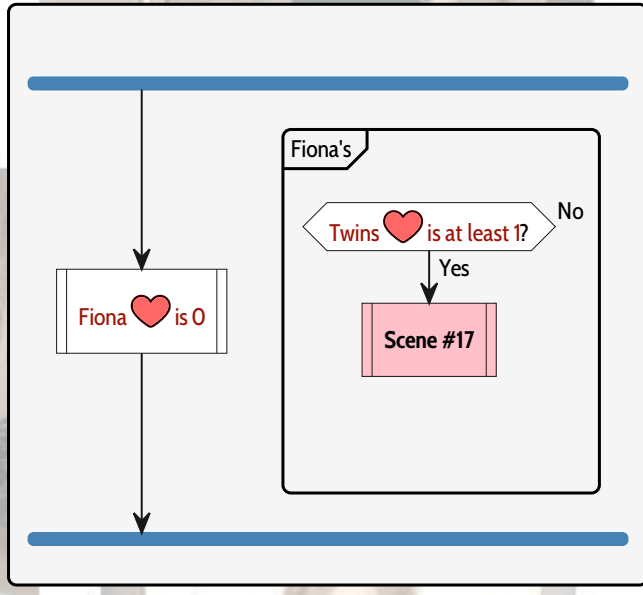 Fiona's
Twins ❤️ is at least 1?
No
Yes
Fiona ❤️ is 0
Scene #17